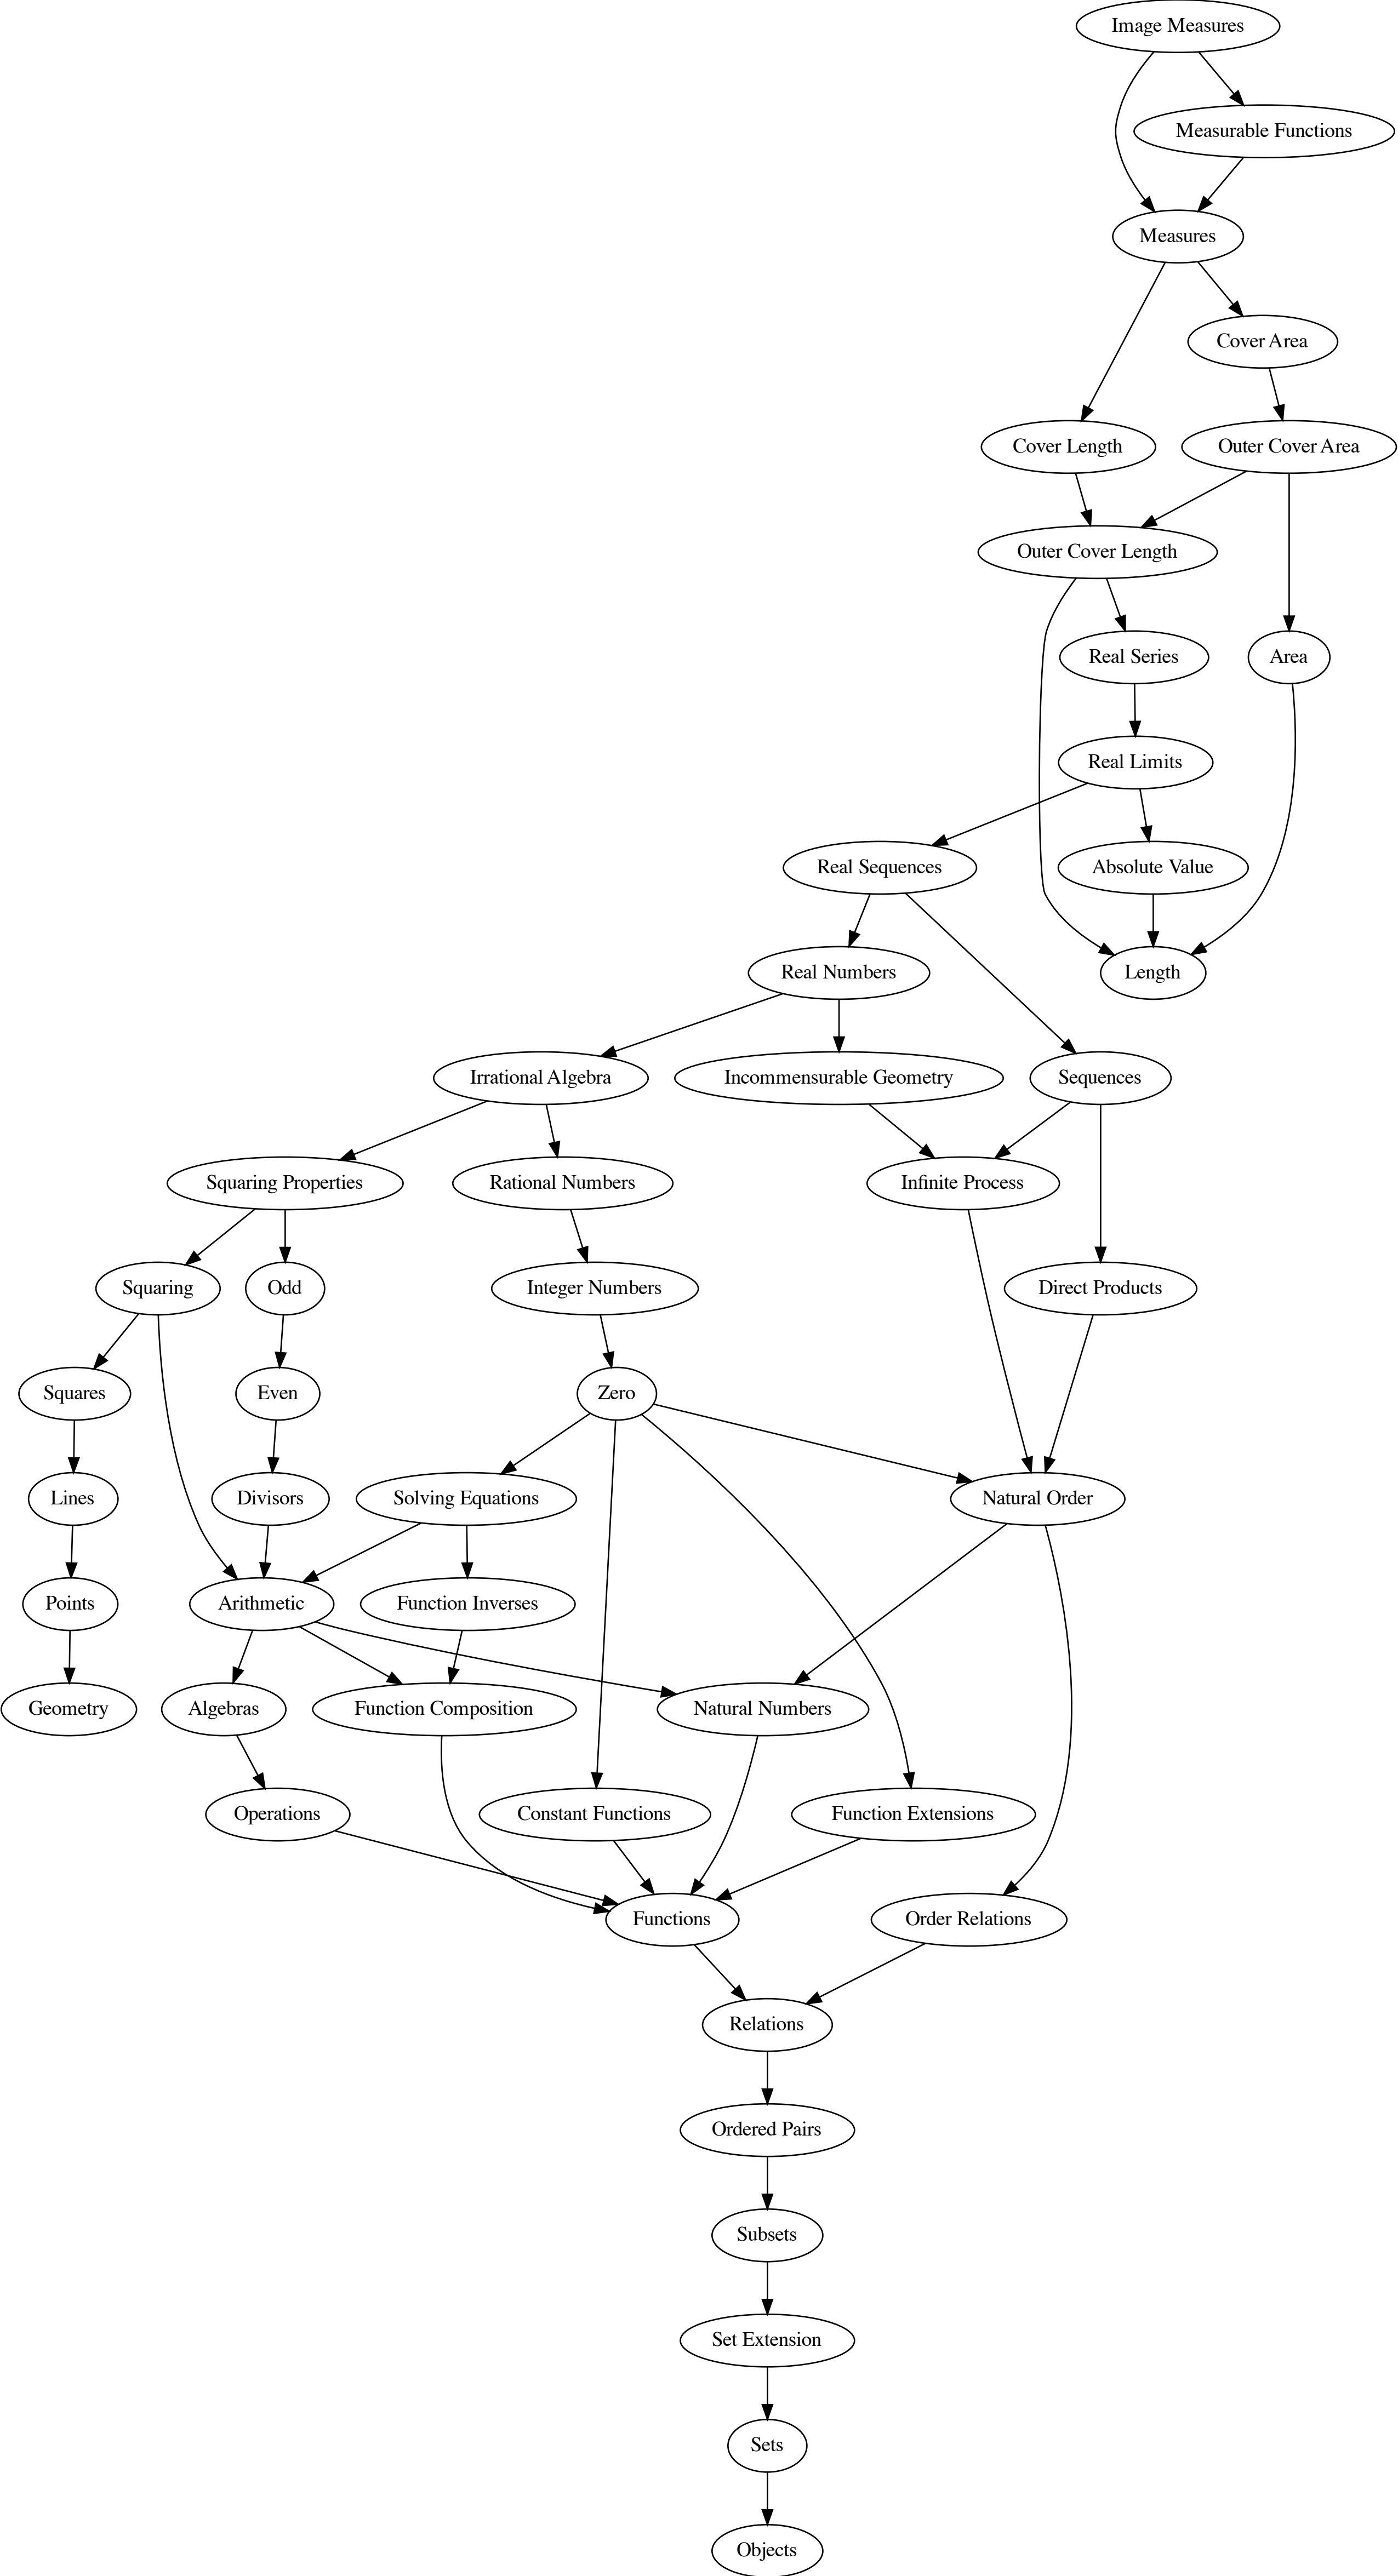 Image Measures
Measurable Functions
Measures
Cover Area
Cover Length
Outer Cover Area
Outer Cover Length
Real Series
Area
Real Limits
Real Sequences
Absolute Value
Real Numbers
Length
Irrational Algebra
Incommensurable Geometry
Sequences
Squaring Properties
Rational Numbers
Infinite Process
Squaring
Odd
Integer Numbers
Direct Products
Squares
Even
Zero
Lines
Divisors
Solving Equations
Natural Order
Points
Arithmetic
Function Inverses
Geometry
Algebras
Function Composition
Natural Numbers
Operations
Constant Functions
Function Extensions
Functions
Order Relations
Relations
Ordered Pairs
Subsets
Set Extension
Sets
Objects